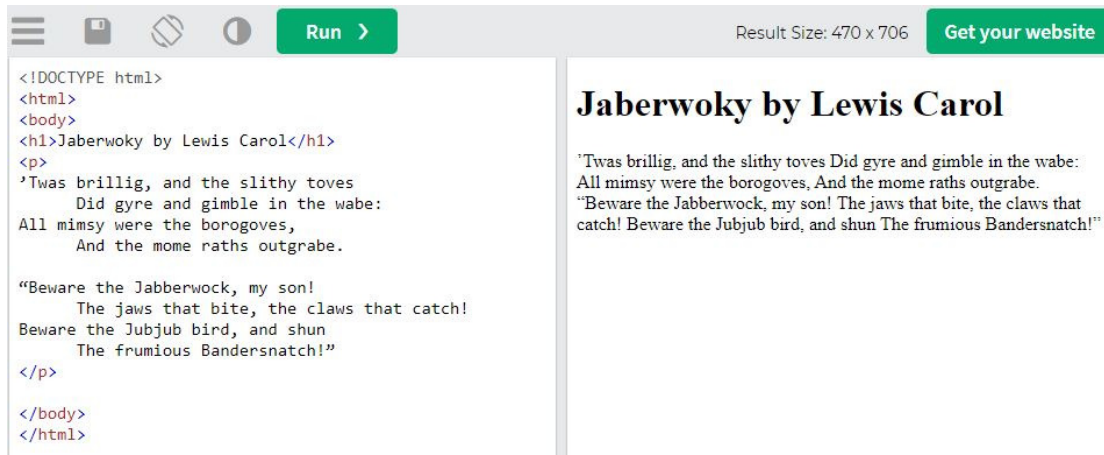 Run ❯
Result Size: 470 x 706
Get your website
<!DOCTYPE html>
<html>
<body>
<h1>Jaberwoky by Lewis Carol</h1>
<p>
’Twas brillig, and the slithy toves
Did gyre and gimble in the wabe:
All mimsy were the borogoves,
And the mome raths outgrabe.
“Beware the Jabberwock, my son!
The jaws that bite, the claws that catch!
Beware the Jubjub bird, and shun
The frumious Bandersnatch!”
</p>
</body>
</html>
Jaberwoky by Lewis Carol
’Twas brillig, and the slithy toves Did gyre and gimble in the wabe:
All mimsy were the borogoves, And the mome raths outgrabe.
“Beware the Jabberwock, my son! The jaws that bite, the claws that
catch! Beware the Jubjub bird, and shun The frumious Bandersnatch!”